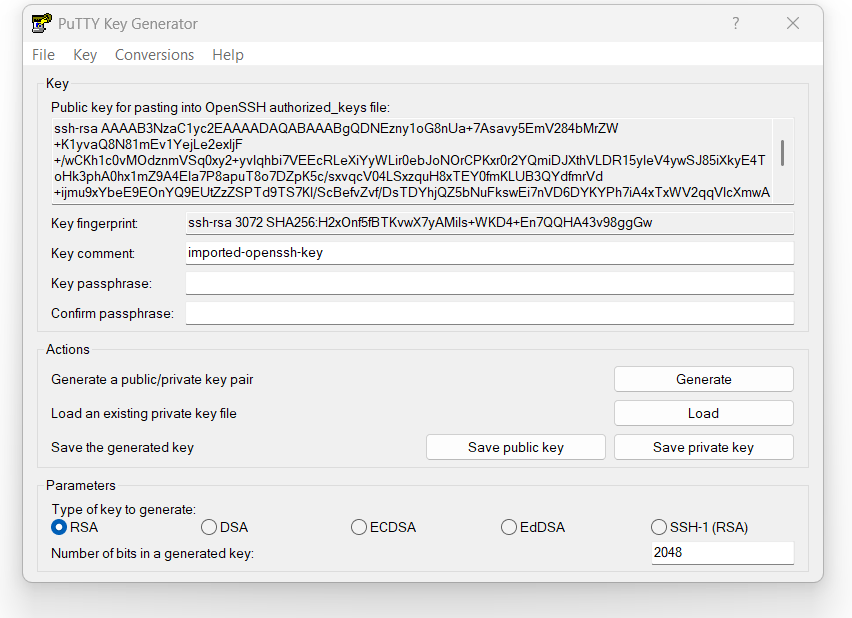 PuTTY Key Generator
?
File Key Conversions Help
Key
Public key for pasting into OpenSSH authorized_keys file:
ssh-rsa AAAAB3NzaC1yc2EAAAADAQABAAABgQDNEzny1oG8nUa+7Asavy5EmV284bMrZW
+K1yvaQ8N81mEv1YejLe2exljF
+/wCKh1c0vMOdznmVSq0xy2+yvlqhbi7VEEcRLeXiYyWLir0ebJoNOrCPKxr0r2YQmiDJXthVLDR15yIeV4ywSJ85iXkyE4T
oHk3phA0hx1mZ9A4Ela7P8apuT8o7DZpK5c/sxvqcV04LSxzquH8xTEY0fmKLUB3QYdfmrVd
+ijmu9xYbeE9EOnYQ9EUtZzZSPTd9TS7Kl/ScBefvZvf/DsTDYhjQZ5bNuFkswEi7nVD6DYKYPh7iA4xTxWV2qqVlcXmwA
Key fingerprint: ssh-rsa 3072 SHA256:H2xOnf5fBTKvwX7yAMils+WKD4+En7QQHA43v98ggGw
Key comment: imported-openssh-key
Key passphrase:
Confirm passphrase:
Actions
Generate a public/private key pair Generate
Load an existing private key file Load
Save the generated key Save public key Save private key
Parameters
Type of key to generate:
RSA DSA ECDSA EdDSA SSH-1 (RSA)
Number of bits in a generated key: 2048